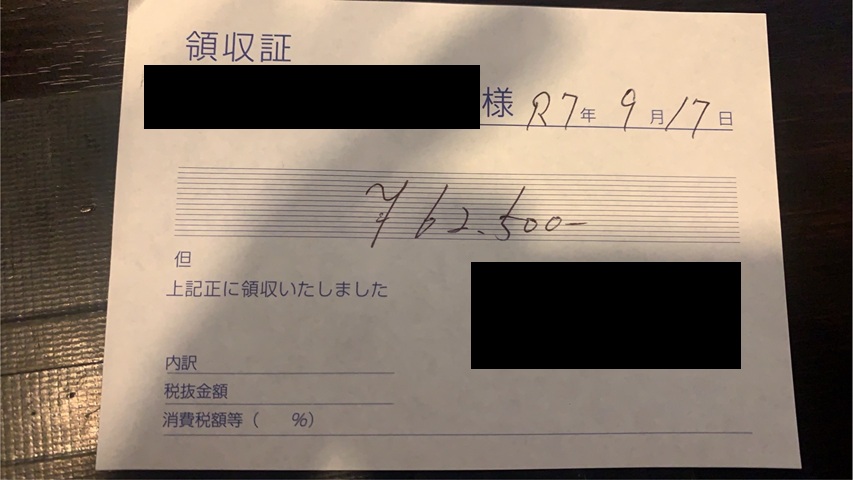 領収証
様 R7年 9月17日
¥62.500-
但
上記正に領収いたしました
内訳
税抜金額
消費税額等（ %）